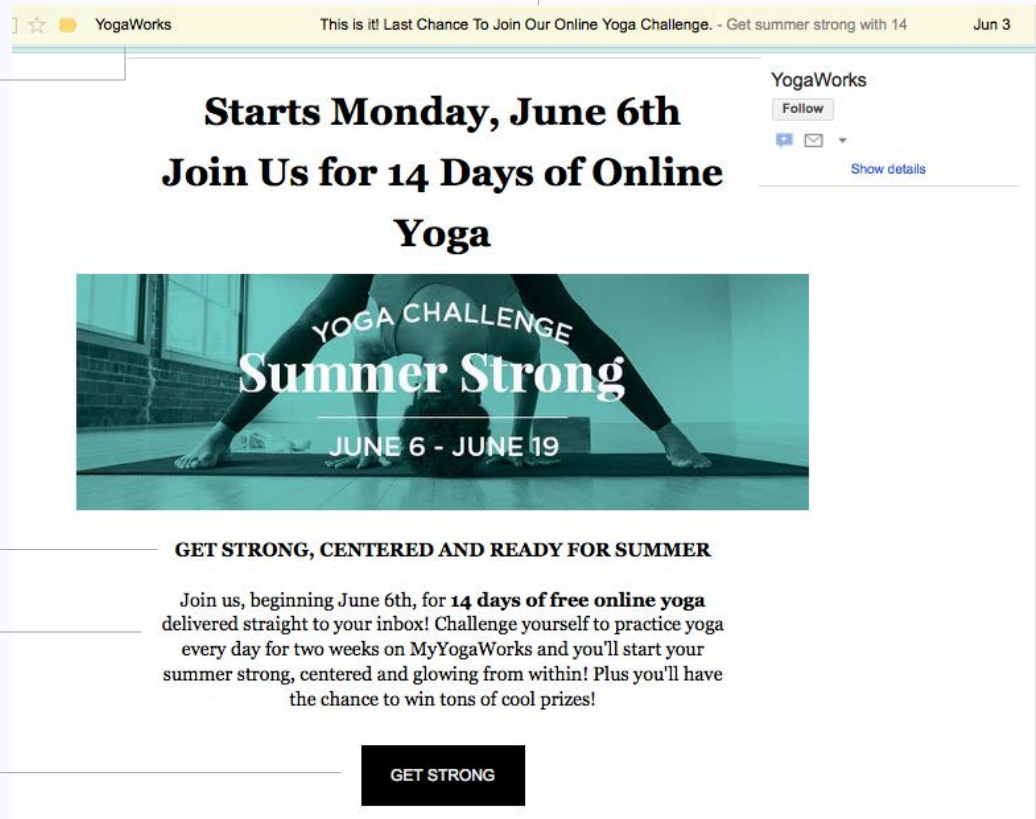 YogaWorks This is it! Last Chance To Join Our Online Yoga Challenge. - Get summer strong with 14 Jun 3
YogaWorks
Follow
Show details
Starts Monday, June 6th
Join Us for 14 Days of Online
Yoga
YOGA CHALLENGE
Summer Strong
JUNE 6 - JUNE 19
GET STRONG, CENTERED AND READY FOR SUMMER
Join us, beginning June 6th, for 14 days of free online yoga
delivered straight to your inbox! Challenge yourself to practice yoga
every day for two weeks on MyYogaWorks and you'll start your
summer strong, centered and glowing from within! Plus you'll have
the chance to win tons of cool prizes!
GET STRONG